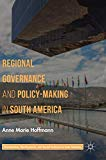 REGIONAL
GOVERNANCE
AND POLICY-MAKING
IN SOUTH AMERICA
Anne Marie Hoffmann